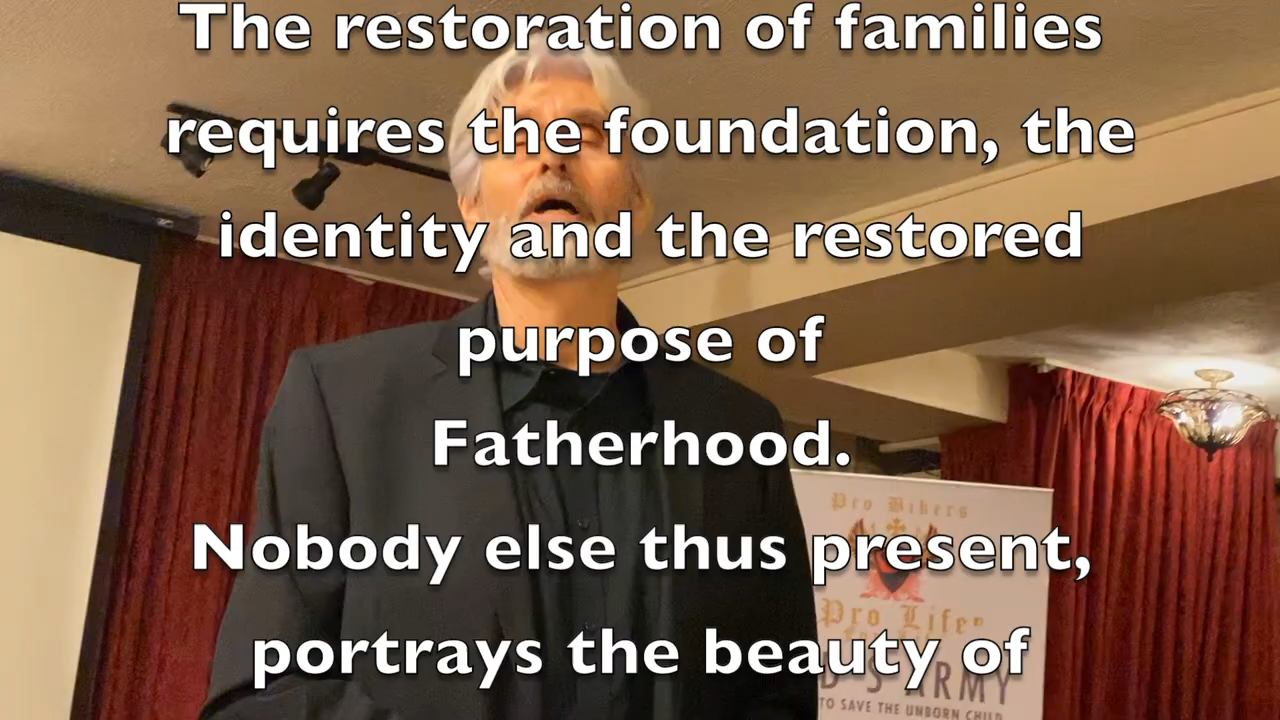 The restoration of families
requires the foundation, the
identity and the restored
purpose of
Fatherhood.
Nobody else thus present,
portrays the beauty of
Pro Bikers
Pro Life
D'S ARMY
TO SAVE THE UNBORN CHILD